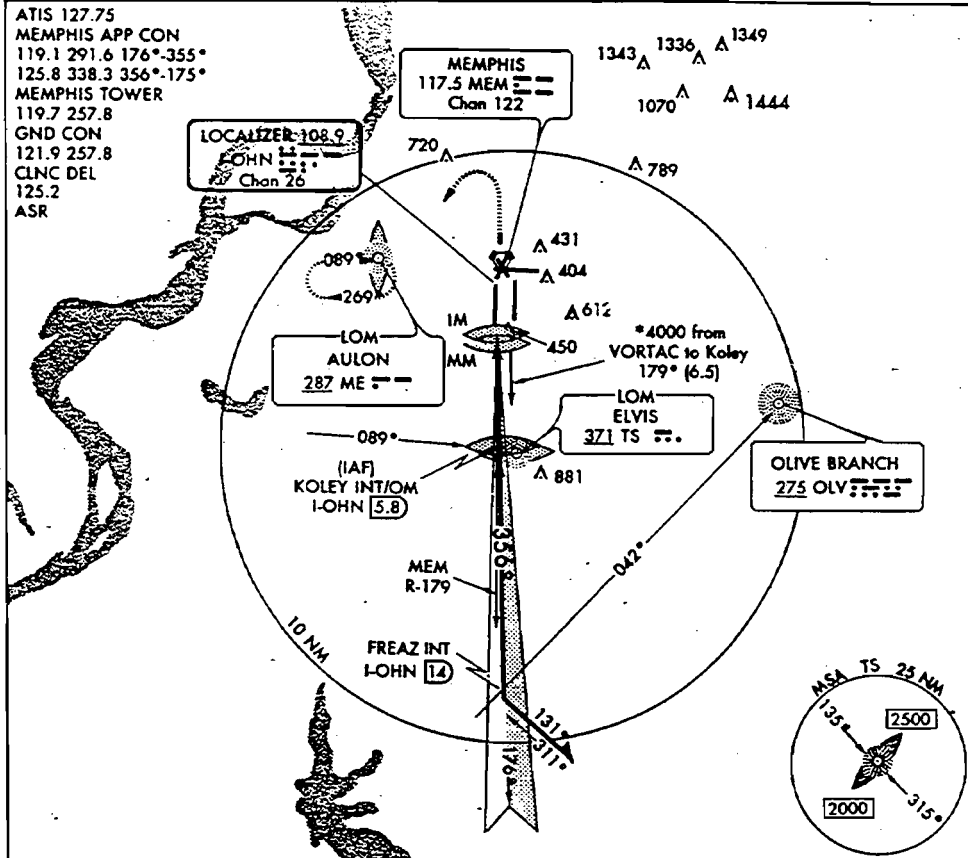 ATIS 127.75
MEMPHIS APP CON
119.1 291.6 176°-355°
125.8 338.3 356°-175°
MEMPHIS TOWER
119.7 257.8
GND CON
121.9 257.8
CLNC DEL
125.2
ASR
MEMPHIS
117.5 MEM
Chan 122
1343
1336
1349
1070
1444
LOCALIZER 108.9
I-OHN
Chan 26
720
789
431
404
612
450
IM
MM
089°
269°
LOM
AULON
287 ME
*4000 from
VORTAC to Koley
179° (6.5)
LOM
ELVIS
371 TS
089°
(IAF)
KOLEY INT/OM
I-OHN 5.8
881
OLIVE BRANCH
275 OLV
356°
042°
MEM
R-179
10 NM
FREAZ INT
I-OHN 14
131°
311°
176°
MSA TS 25 NM
135°
2500
2000
315°